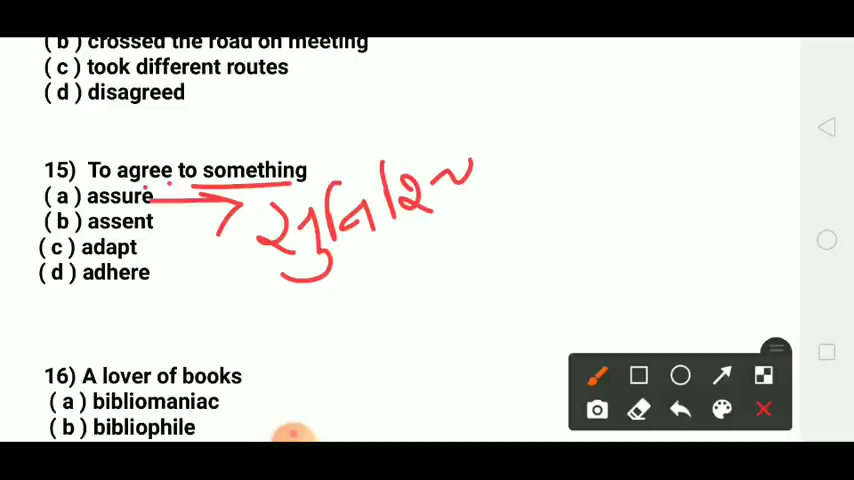 ( b ) crossed the road on meeting
( c ) took different routes
( d ) disagreed
15) To agree to something
( a ) assure
( b ) assent
( c ) adapt
( d ) adhere
16) A lover of books
( a ) bibliomaniac
( b ) bibliophile